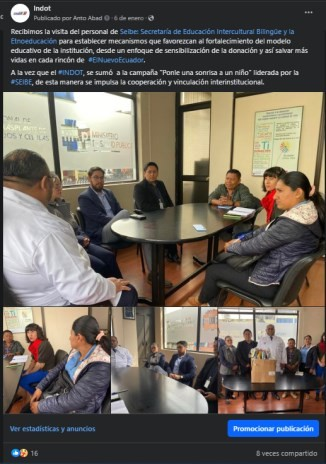 Indot
Publicado por Anto Abad · 6 de enero ·
Recibimos la visita del personal de Seibe: Secretaría de Educación Intercultural Bilingüe y la
Etnoeducación para establecer mecanismos que favorezcan al fortalecimiento del modelo
educativo de la institución, desde un enfoque de sensibilización de la donación y así salvar más
vidas en cada rincón de #ElNuevoEcuador.
A la vez que el #INDOT, se sumó a la campaña "Ponle una sonrisa a un niño" liderada por la
#SEIBE, de esta manera se impulsa la cooperación y vinculación interinstitucional.
16
8 veces compartido
Ver estadísticas y anuncios
Promocionar publicación